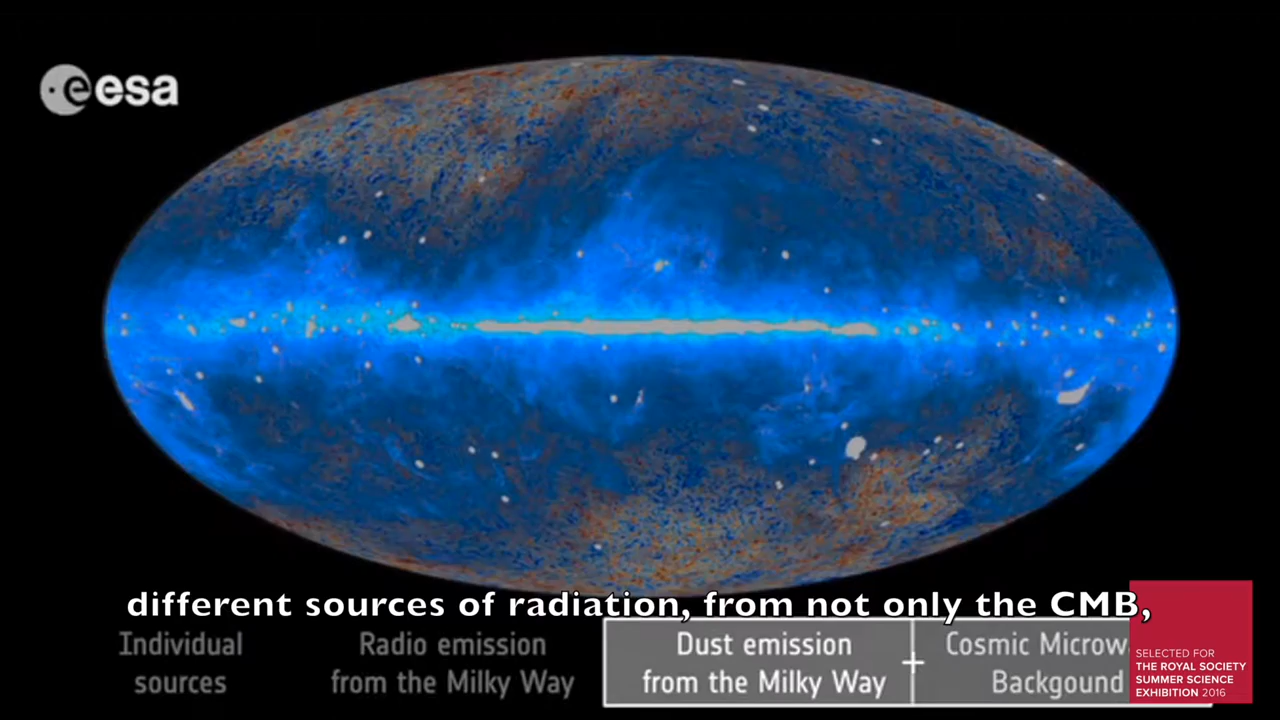 esa
different sources of radiation, from not only the CMB,
Individual
sources
Radio emission
from the Milky Way
Dust emission
from the Milky Way
+
Cosmic Microw
Backgound
SELECTED FOR
THE ROYAL SOCIETY
SUMMER SCIENCE
EXHIBITION 2016